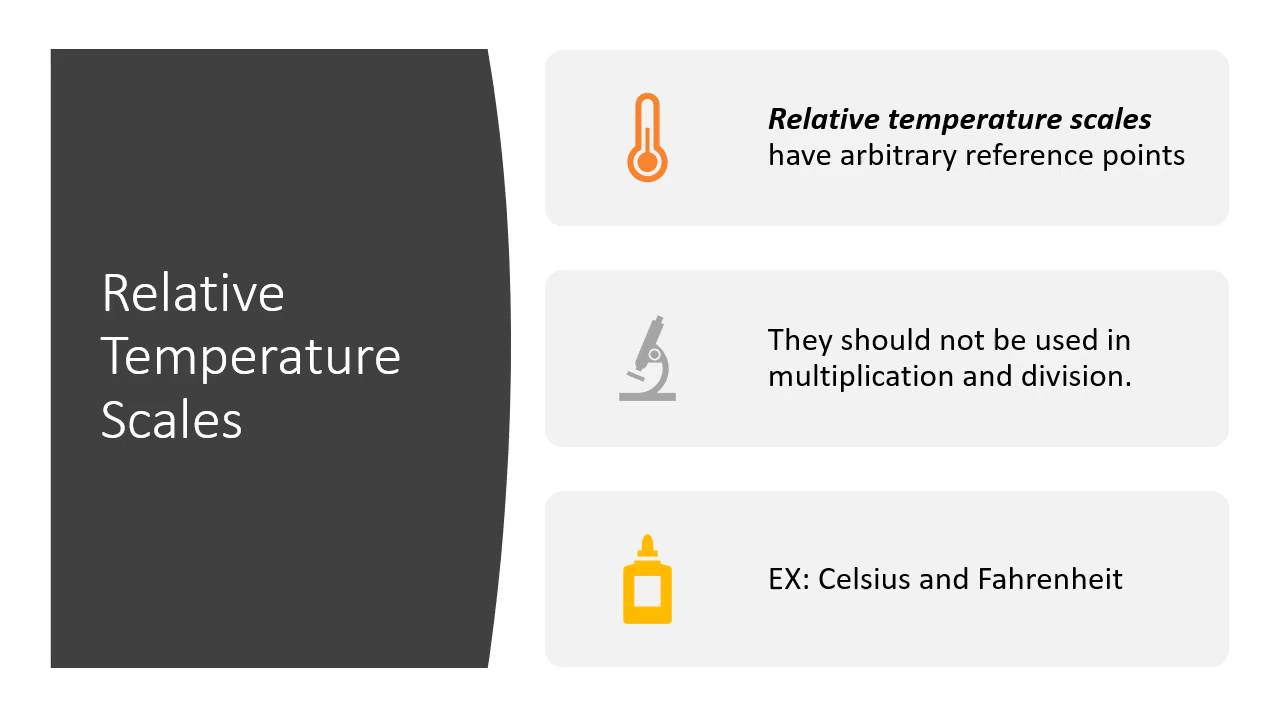 Relative
Temperature
Scales
Relative temperature scales
have arbitrary reference points
They should not be used in
multiplication and division.
EX: Celsius and Fahrenheit